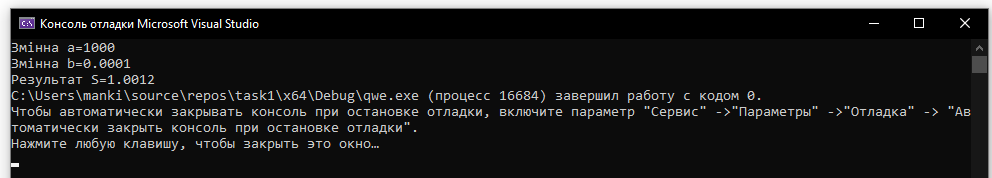 Консоль отладки Microsoft Visual Studio
Змінна a=1000
Змінна b=0.0001
Результат S=1.0012
C:\Users\manki\source\repos\task1\x64\Debug\qwe.exe (процесс 16684) завершил работу с кодом 0.
Чтобы автоматически закрывать консоль при остановке отладки, включите параметр "Сервис" ->"Параметры" ->"Отладка" -> "Ав
томатически закрыть консоль при остановке отладки".
Нажмите любую клавишу, чтобы закрыть это окно…